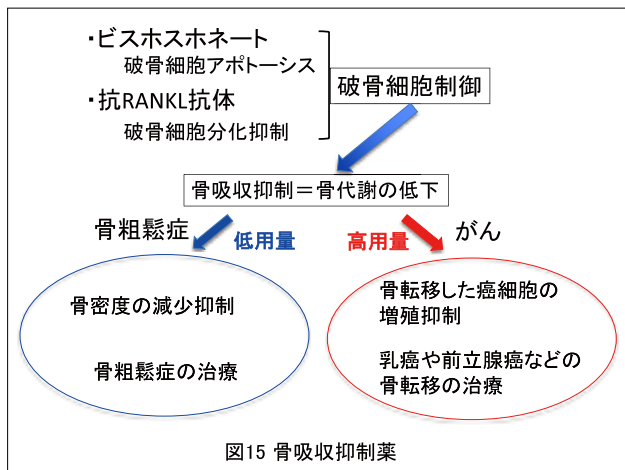 ・ビスホスホネート
破骨細胞アポトーシス
・抗RANKL抗体
破骨細胞分化抑制
破骨細胞制御
骨吸収抑制＝骨代謝の低下
骨粗鬆症
低用量
高用量
がん
骨密度の減少抑制
骨粗鬆症の治療
骨転移した癌細胞の
増殖抑制
乳癌や前立腺癌などの
骨転移の治療
図15 骨吸収抑制薬